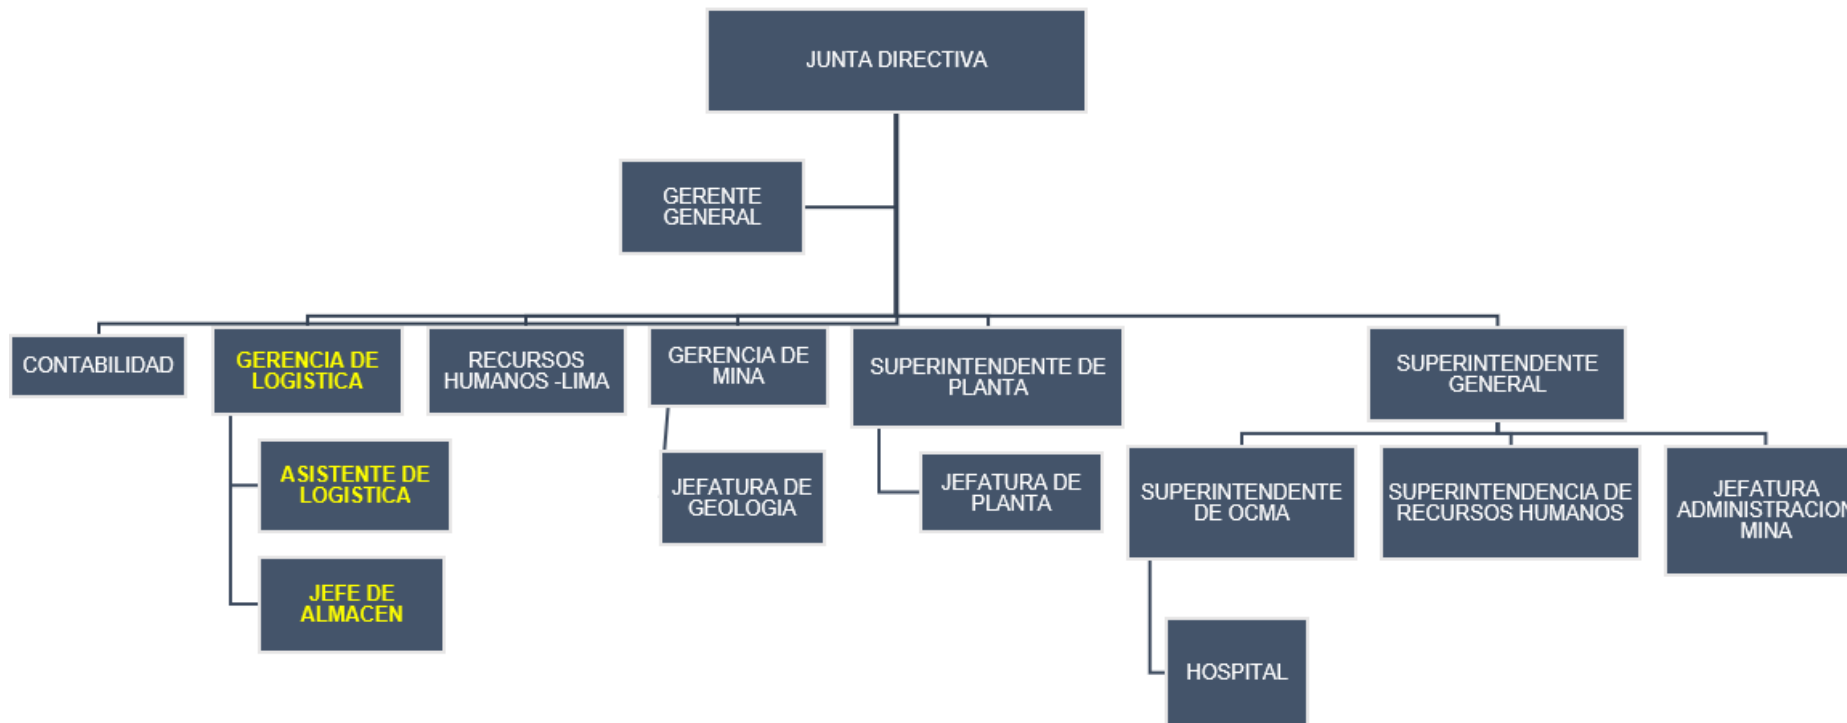 JUNTA DIRECTIVA
GERENTE
GENERAL
CONTABILIDAD
GERENCIA DE
LOGISTICA
RECURSOS
HUMANOS -LIMA
GERENCIA DE
MINA
SUPERINTENDENTE DE
PLANTA
SUPERINTENDENTE
GENERAL
ASISTENTE DE
LOGISTICA
JEFATURA DE
GEOLOGIA
JEFATURA DE
PLANTA
SUPERINTENDENTE
DE OCMA
SUPERINTENDENCIA DE
RECURSOS HUMANOS
JEFATURA
ADMINISTRACION
MINA
JEFE DE
ALMACEN
HOSPITAL